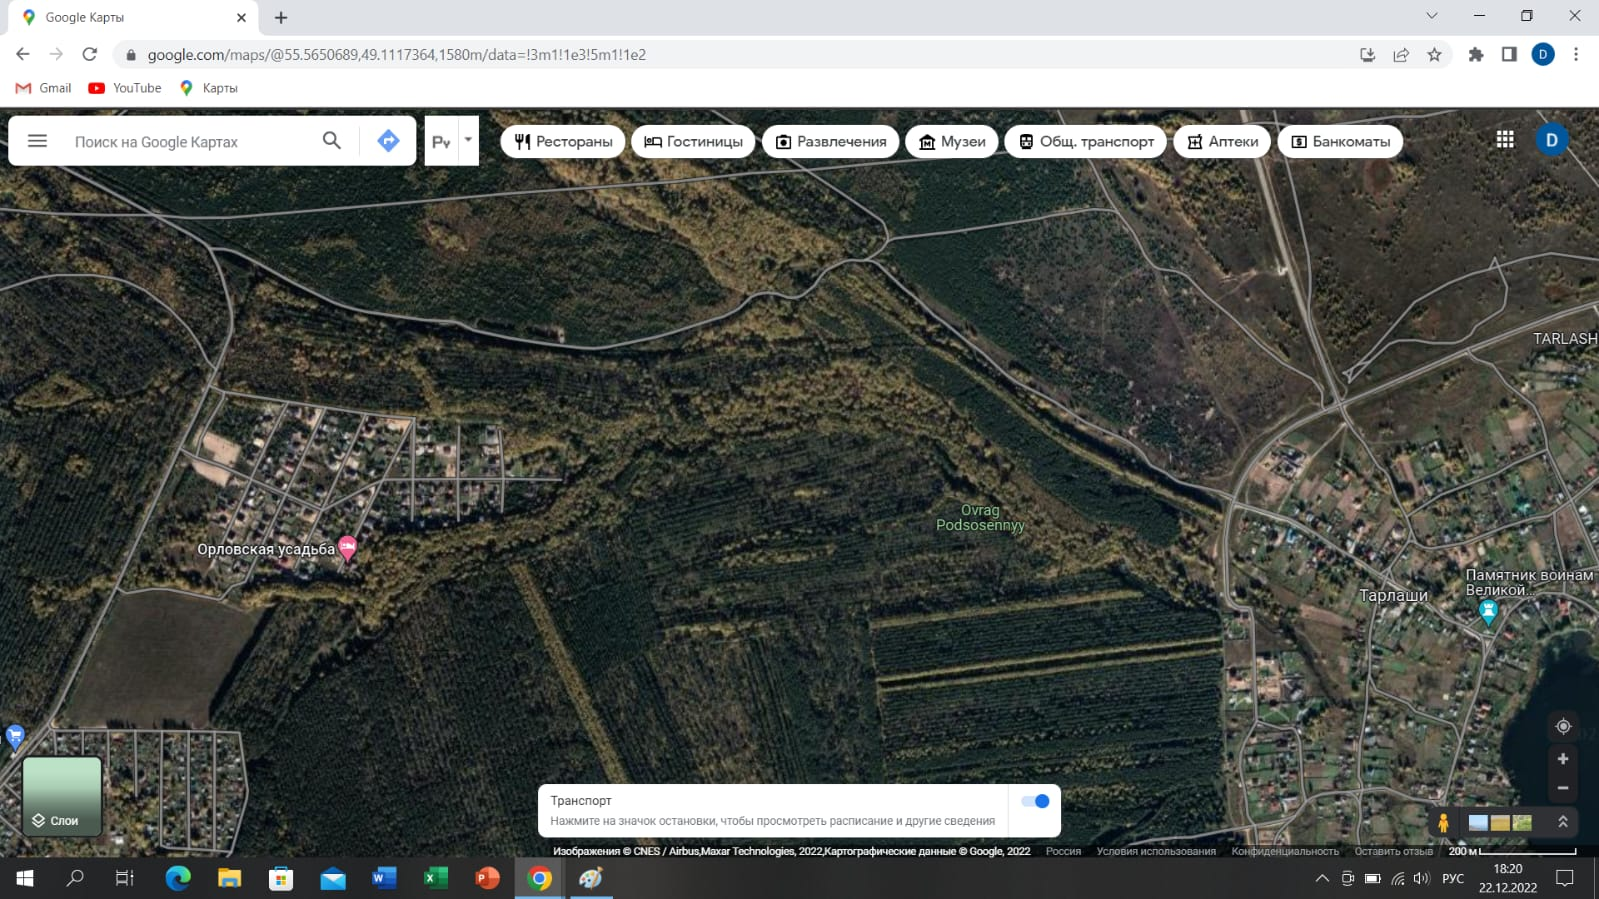 Google Карты
google.com/maps/@55.5650689,49.1117364,1580m/data=!3m1!1e3!5m1!1e2
D
Gmail
YouTube
Карты
Поиск на Google Картах
Рестораны
Гостиницы
Развлечения
Музеи
Общ. транспорт
Аптеки
Банкоматы
D
TARLASH
Ovrag
Podsosennyy
Орловская усадьба
Памятник воинам
Великой...
Тарлаши
Слои
Транспорт
Нажмите на значок остановки, чтобы просмотреть расписание и другие сведения
Изображения © CNES / Airbus,Maxar Technologies, 2022,Картографические данные © Google, 2022
Россия
Условия использования
Конфиденциальность
Оставить отзыв
200 м
РУС
18:20
22.12.2022